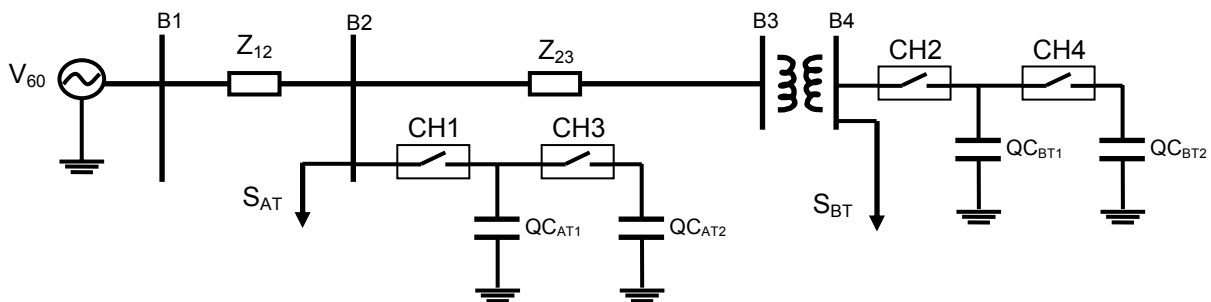 B1
B2
B3
B4
Z12
Z23
V60
CH2
CH4
CH1
CH3
SAT
SBT
QCBT1
QCBT2
QCAT1
QCAT2